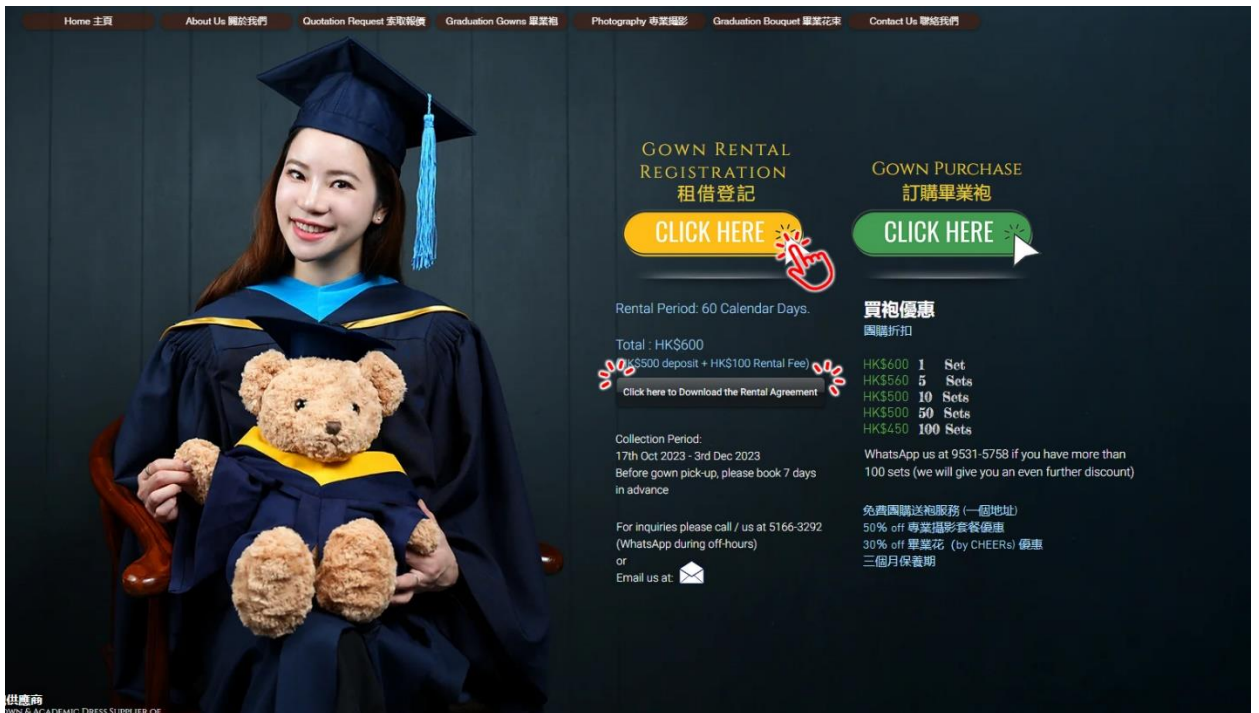 Home 主頁
About Us 關於我們
Quotation Request 索取報價
Graduation Gowns 畢業袍
Photography 專業攝影
Graduation Bouquet 畢業花束
Contact Us 聯絡我們
GOWN RENTAL
REGISTRATION
租借登記
CLICK HERE
Rental Period: 60 Calendar Days.
Total : HK$600
HK$500 deposit + HK$100 Rental Fee)
Click here to Download the Rental Agreement
Collection Period:
17th Oct 2023 - 3rd Dec 2023
Before gown pick-up, please book 7 days
in advance
For inquiries please call / us at 5166-3292
(WhatsApp during off-hours)
or
Email us at:
GOWN PURCHASE
訂購畢業袍
CLICK HERE
買袍優惠
團購折扣
HK$600 1 Set
HK$560 5 Sets
HK$500 10 Sets
HK$500 50 Sets
HK$450 100 Sets
WhatsApp us at 9531-5758 if you have more than
100 sets (we will give you an even further discount)
免費團購送袍服務 (一個地址)
50% off 專業攝影套餐優惠
30% off 畢業花 (by CHEERs) 優惠
三個月保養期
供應商
OWN & ACADEMIC DRESS SUPPLIER OF